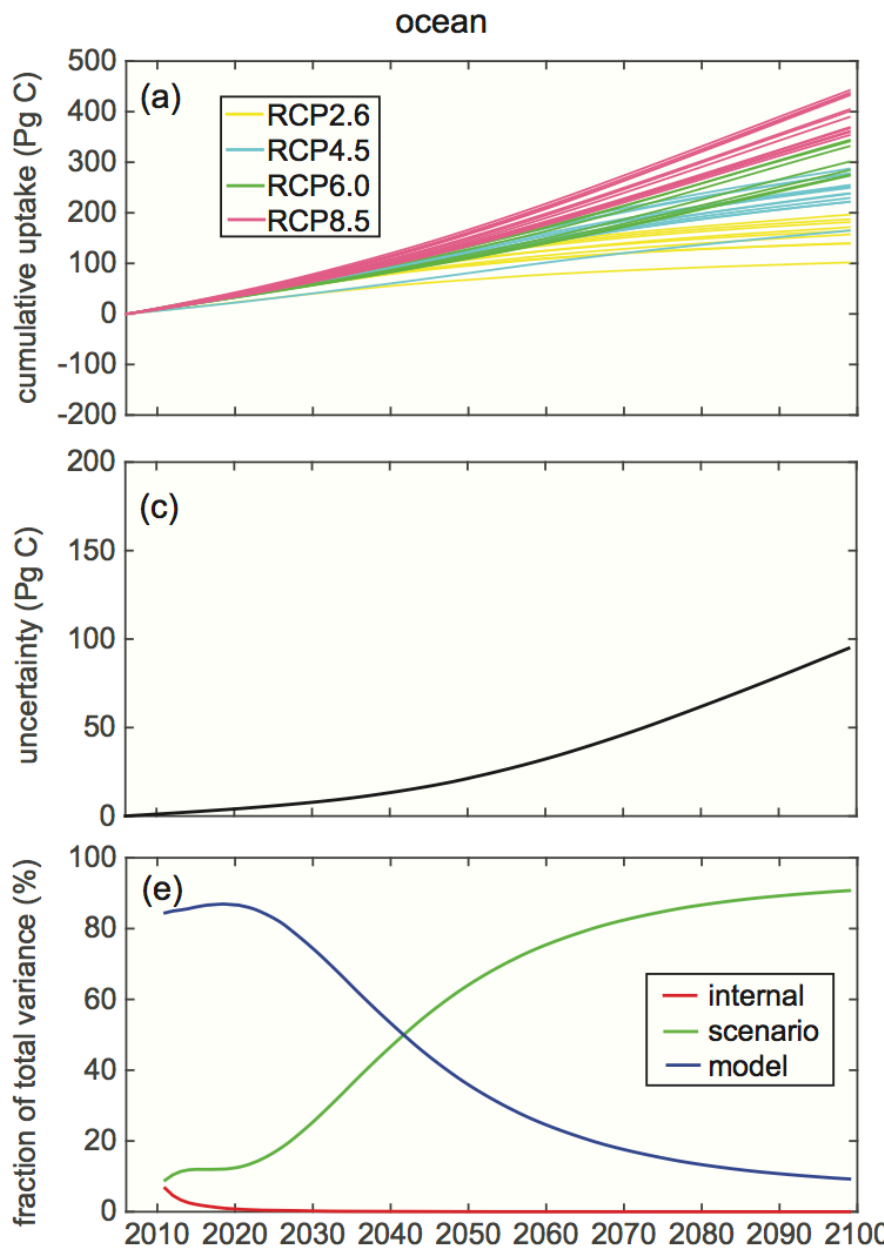 ocean
cumulative uptake (Pg C)
500
400
300
200
100
0
-100
-200
(a)
RCP2.6
RCP4.5
RCP6.0
RCP8.5
uncertainty (Pg C)
200
150
100
50
0
(c)
fraction of total variance (%)
100
80
60
40
20
0
(e)
internal
scenario
model
2010 2020 2030 2040 2050 2060 2070 2080 2090 2100